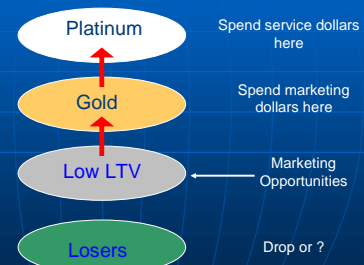 Platinum
Spend service dollars
here
Gold
Spend marketing
dollars here
Low LTV
Marketing
Opportunities
Losers
Drop or ?